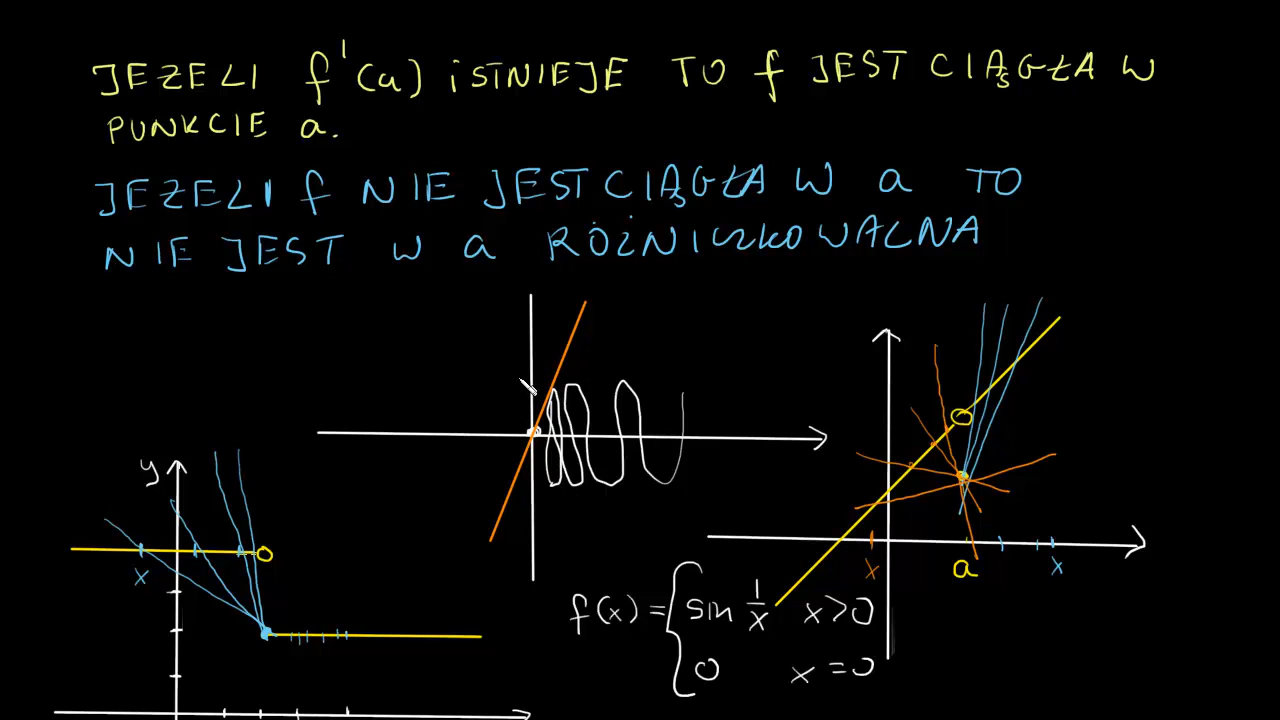 JEZELI f'(a) iSTNIEJE TO f JEST CIĄGŁA W
PUNKCIE a.
JEZELI f NIE JEST CIĄGŁA W a TO
NIE JEST W a RÓŻNICZKOWALNA
y
x
x
a
x
f(x) = { sin 1/x x>0
0 x=0